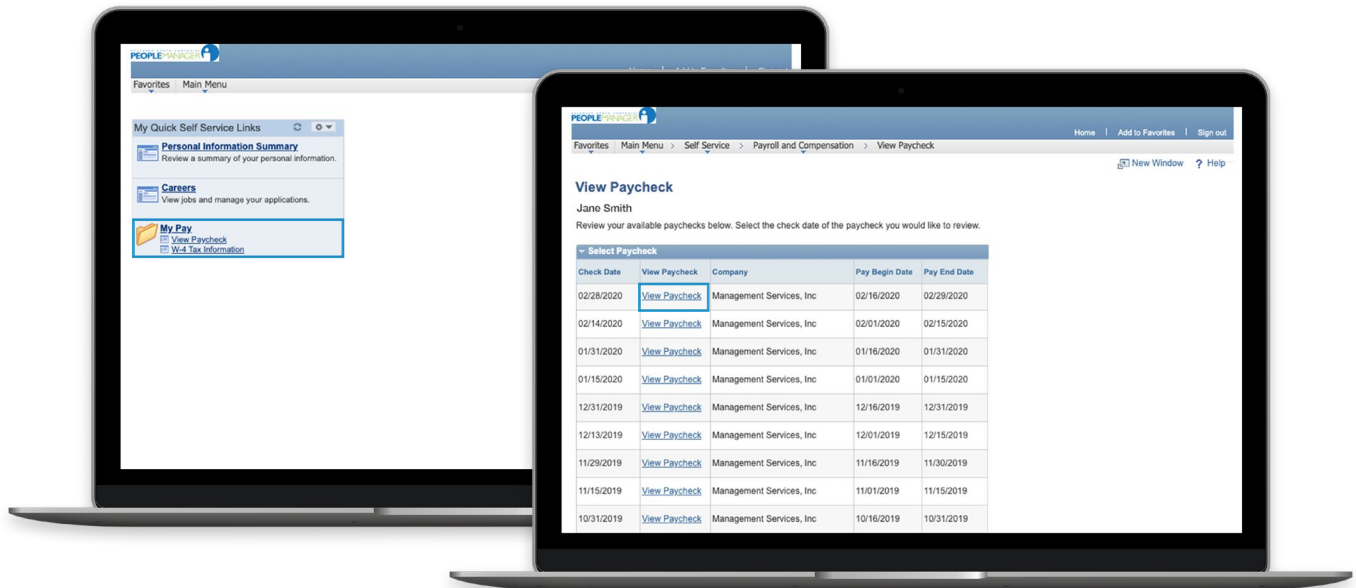 PEOPLEMANAGER
Favorites Main Menu
My Quick Self Service Links
Personal Information Summary
Review a summary of your personal information.
Careers
View jobs and manage your applications.
My Pay
View Paycheck
W-4 Tax Information
PEOPLEMANAGER
Home | Add to Favorites | Sign out
Favorites Main Menu > Self Service > Payroll and Compensation > View Paycheck
New Window ? Help
View Paycheck
Jane Smith
Review your available paychecks below. Select the check date of the paycheck you would like to review.
Select Paycheck
Check Date View Paycheck Company Pay Begin Date Pay End Date
02/28/2020 View Paycheck Management Services, Inc 02/16/2020 02/29/2020
02/14/2020 View Paycheck Management Services, Inc 02/01/2020 02/15/2020
01/31/2020 View Paycheck Management Services, Inc 01/16/2020 01/31/2020
01/15/2020 View Paycheck Management Services, Inc 01/01/2020 01/15/2020
12/31/2019 View Paycheck Management Services, Inc 12/16/2019 12/31/2019
12/13/2019 View Paycheck Management Services, Inc 12/01/2019 12/15/2019
11/29/2019 View Paycheck Management Services, Inc 11/16/2019 11/30/2019
11/15/2019 View Paycheck Management Services, Inc 11/01/2019 11/15/2019
10/31/2019 View Paycheck Management Services, Inc 10/16/2019 10/31/2019